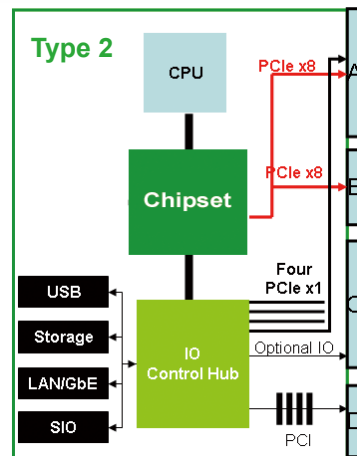 Type 2
CPU
PCIe x8
A
Chipset
PCIe x8
Four
PCIe x1
USB
Storage
LAN/GbE
SIO
IO
Control Hub
Optional IO
PCI